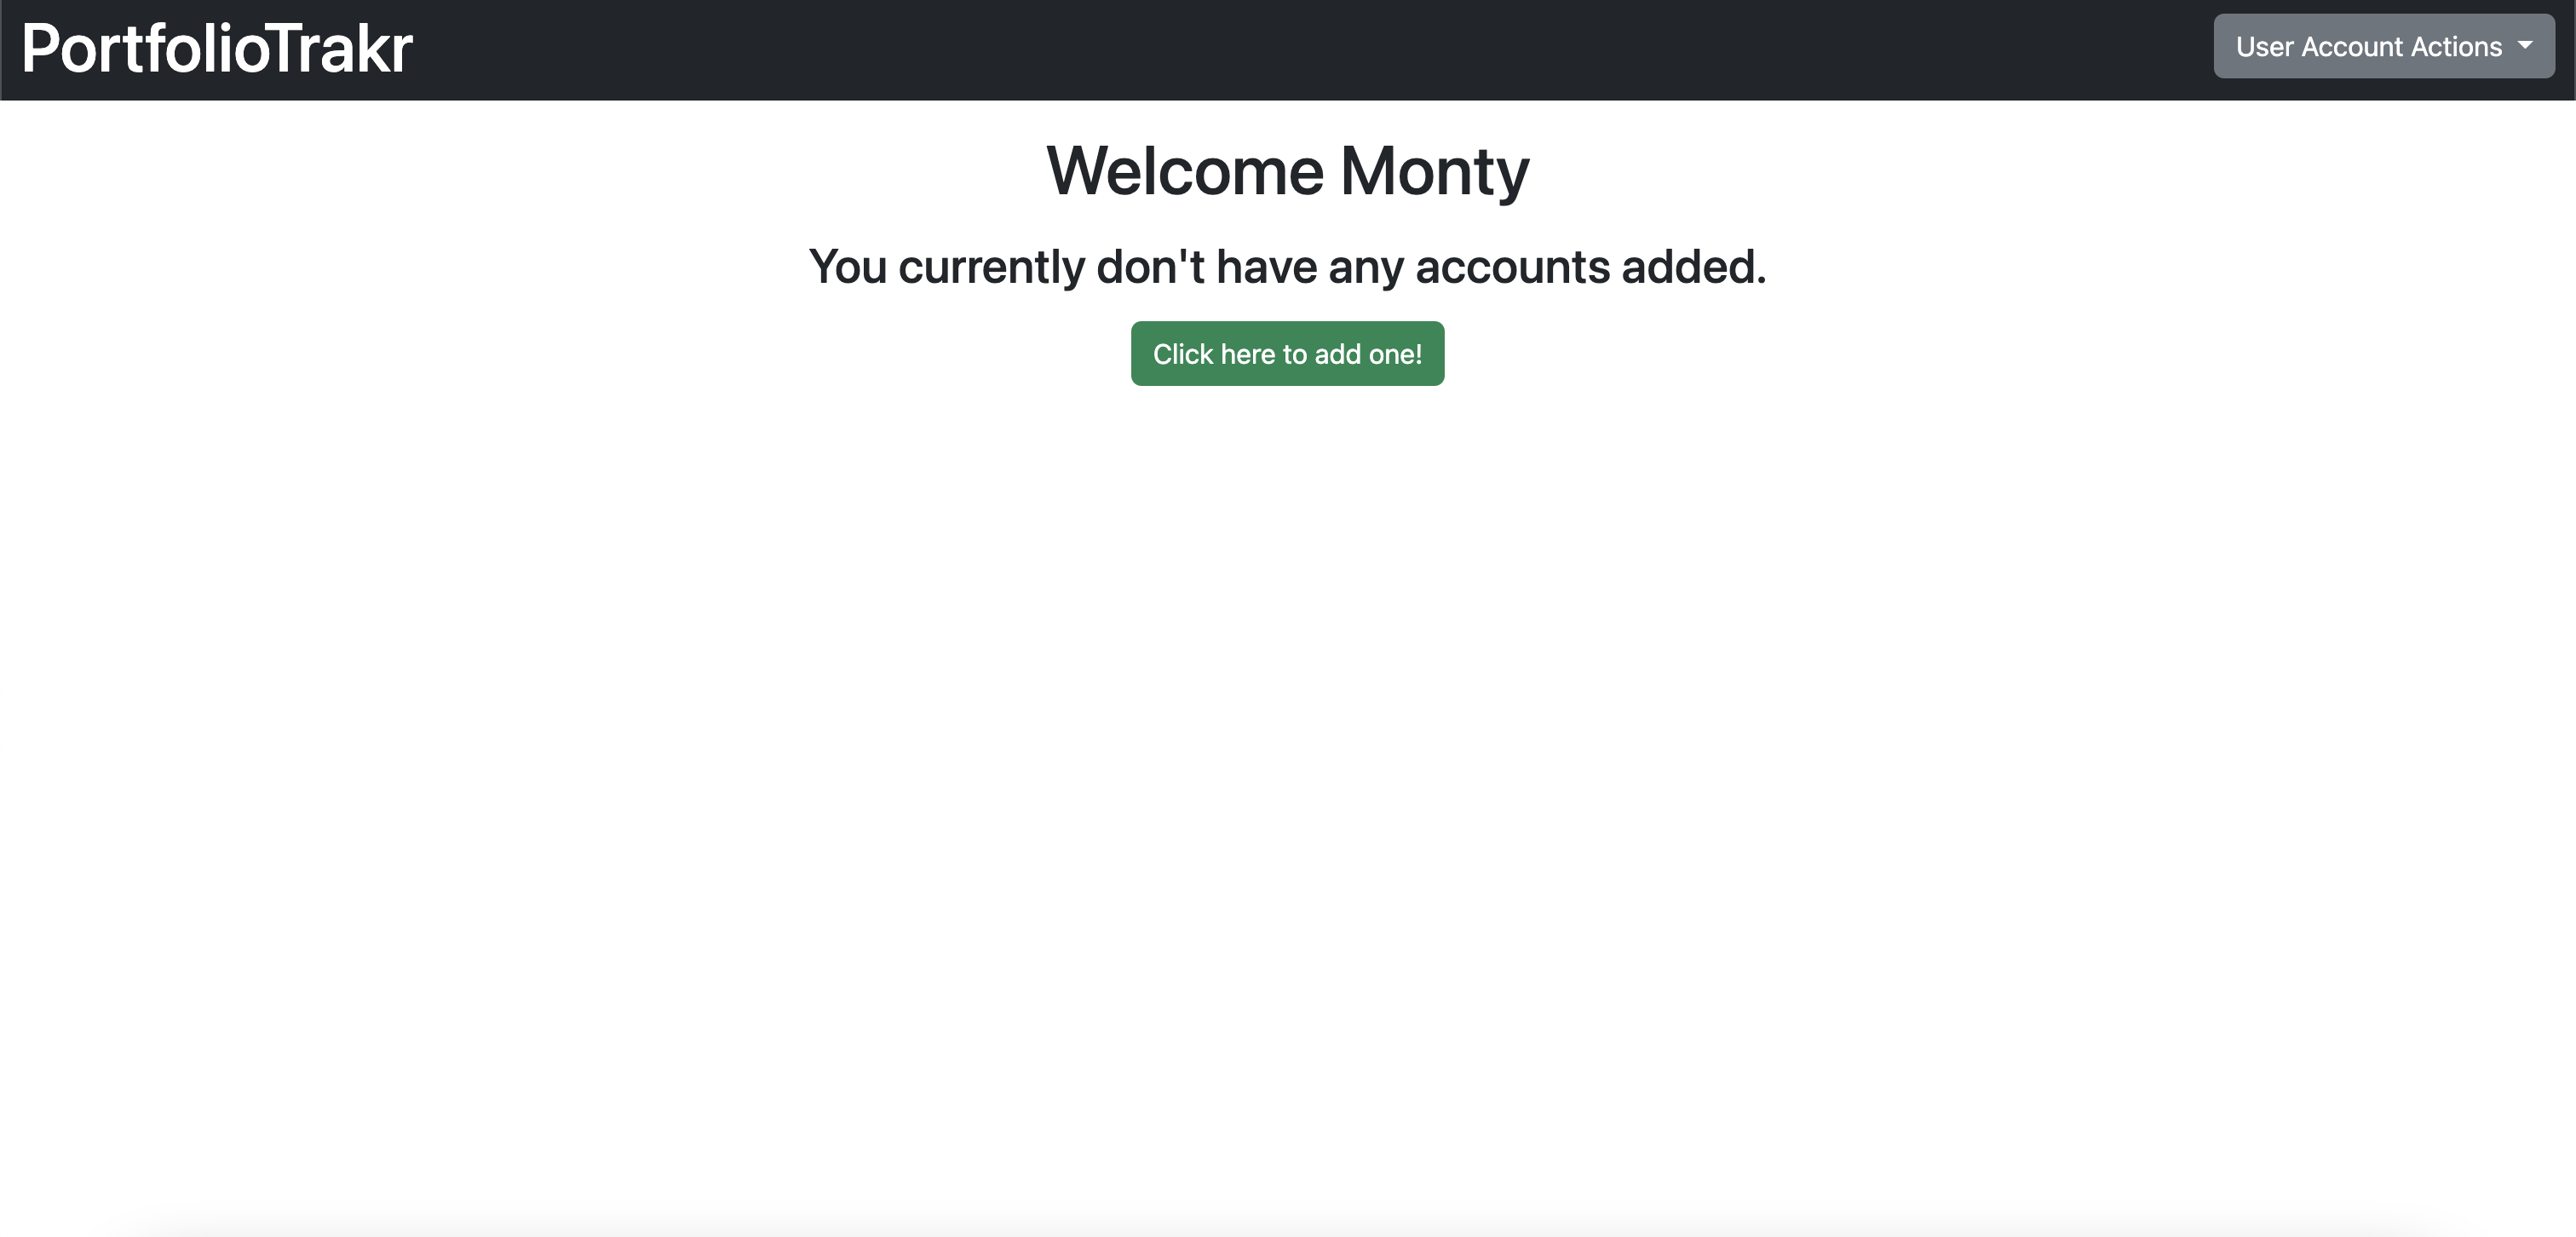 PortfolioTrakr
User Account Actions
Welcome Monty
You currently don't have any accounts added.
Click here to add one!